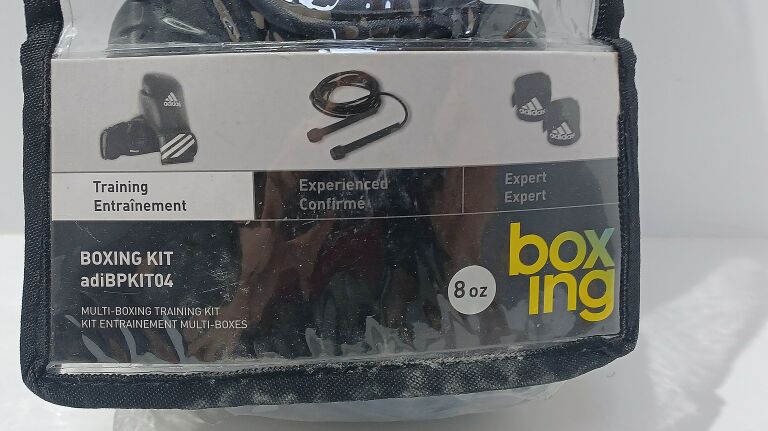 adidas
adidas
adidas
Training
Entraînement
Experienced
Confirmé
Expert
Expert
BOXING KIT
adiBPKIT04
MULTI-BOXING TRAINING KIT
KIT ENTRAINEMENT MULTI-BOXES
8 oz
box
ing